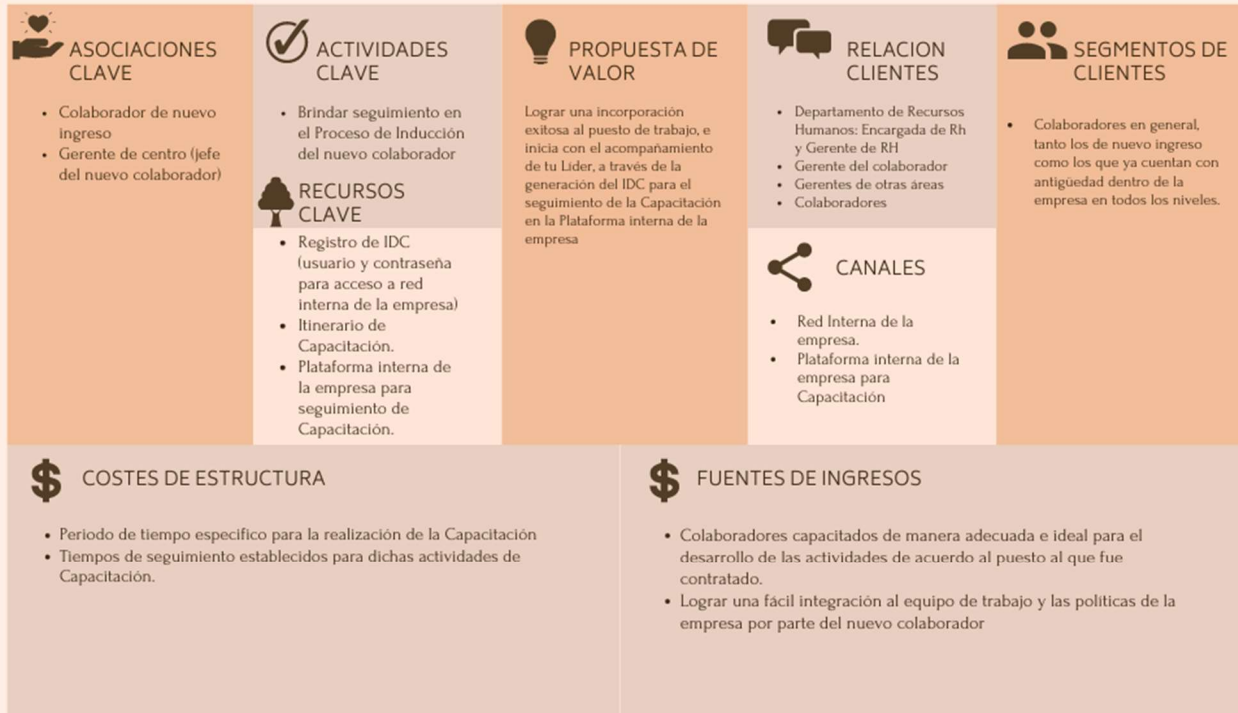 ASOCIACIONES
CLAVE
• Colaborador de nuevo
ingreso
• Gerente de centro (jefe
del nuevo colaborador)
ACTIVIDADES
CLAVE
• Brindar seguimiento en
el Proceso de Inducción
del nuevo colaborador
RECURSOS
CLAVE
• Registro de IDC
(usuario y contraseña
para acceso a red
interna de la empresa)
• Itinerario de
Capacitación.
• Plataforma interna de
la empresa para
seguimiento de
Capacitación.
PROPUESTA DE
VALOR
Lograr una incorporación
exitosa al puesto de trabajo, e
inicia con el acompañamiento
de tu Líder, a través de la
generación del IDC para el
seguimiento de la Capacitación
en la Plataforma interna de la
empresa
RELACION
CLIENTES
• Departamento de Recursos
Humanos: Encargada de Rh
y Gerente de RH
• Gerente del colaborador
• Gerentes de otras áreas
• Colaboradores
CANALES
• Red Interna de la
empresa.
• Plataforma interna de la
empresa para
Capacitación
SEGMENTOS DE
CLIENTES
• Colaboradores en general,
tanto los de nuevo ingreso
como los que ya cuentan con
antigüedad dentro de la
empresa en todos los niveles.
COSTES DE ESTRUCTURA
• Periodo de tiempo especifico para la realización de la Capacitación
• Tiempos de seguimiento establecidos para dichas actividades de
Capacitación.
FUENTES DE INGRESOS
• Colaboradores capacitados de manera adecuada e ideal para el
desarrollo de las actividades de acuerdo al puesto al que fue
contratado.
• Lograr una fácil integración al equipo de trabajo y las políticas de la
empresa por parte del nuevo colaborador